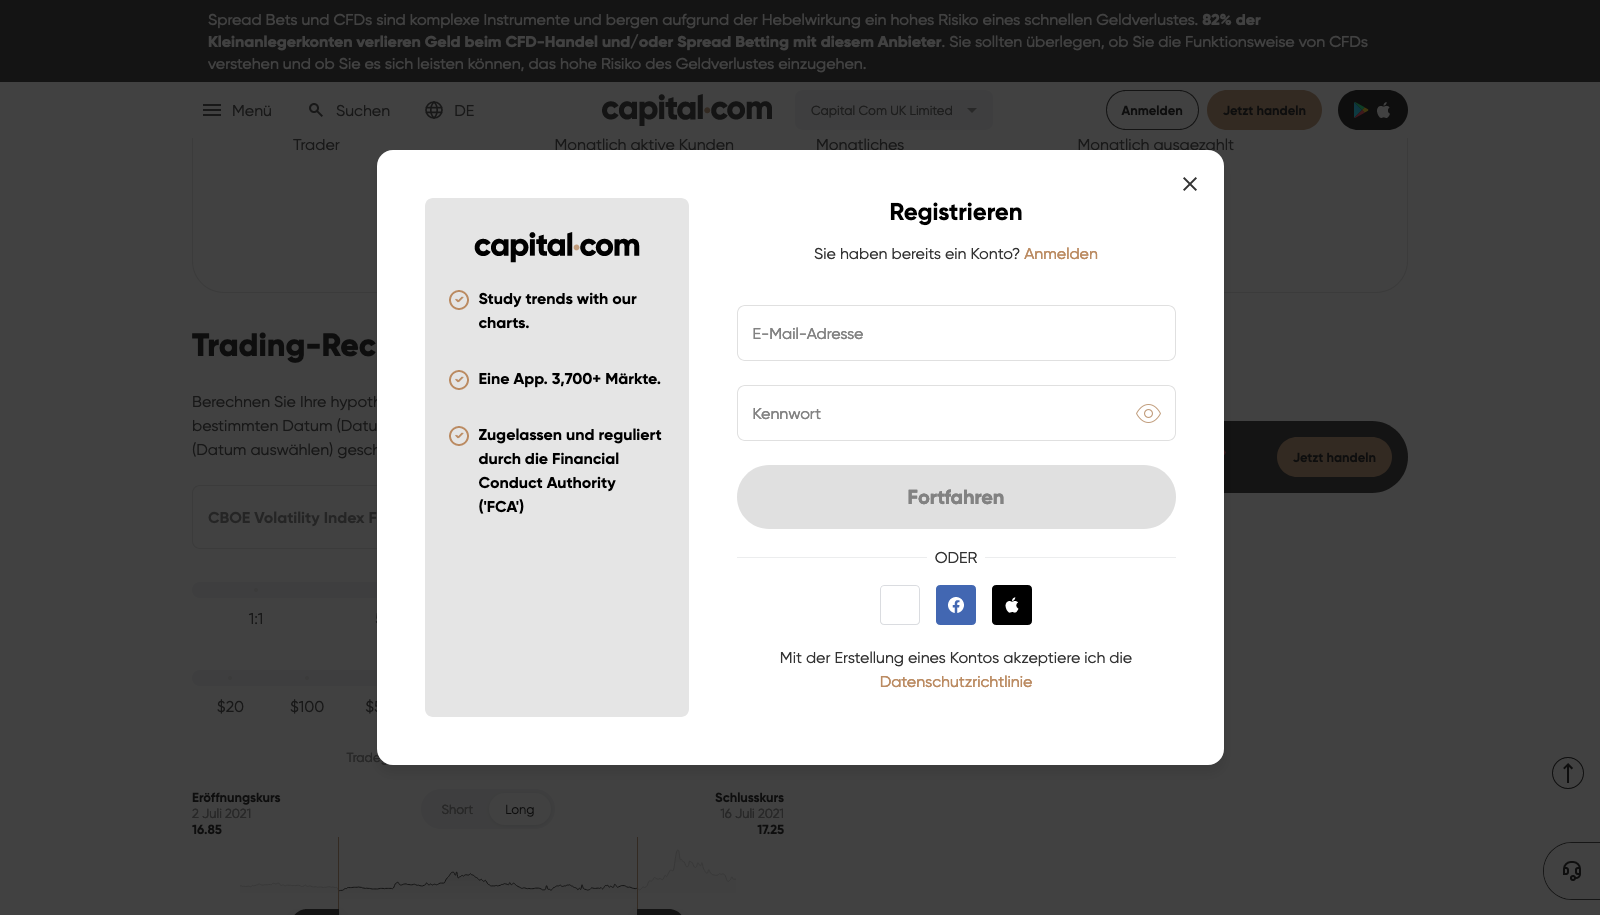 Spread Bets und CFDs sind komplexe Instrumente und bergen aufgrund der Hebelwirkung ein hohes Risiko eines schnellen Geldverlustes. 82% der
Kleinanlegerkonten verlieren Geld beim CFD-Handel und/oder Spread Betting mit diesem Anbieter. Sie sollten überlegen, ob Sie die Funktionsweise von CFDs
verstehen und ob Sie es sich leisten können, das hohe Risiko des Geldverlustes einzugehen.
Menü Suchen DE capital.com Capital Com UK Limited Anmelden Jetzt handeln
Trader Monatlich aktive Kunden Monatliches Monatlich ausgezahlt
capital.com
Study trends with our
charts.
Eine App. 3,700+ Märkte.
Zugelassen und reguliert
durch die Financial
Conduct Authority
('FCA')
Registrieren
Sie haben bereits ein Konto? Anmelden
E-Mail-Adresse
Kennwort
Fortfahren
ODER
Mit der Erstellung eines Kontos akzeptiere ich die
Datenschutzrichtlinie
Trading-Rec
Berechnen Sie Ihre hypoth
bestimmten Datum (Datu
(Datum auswählen) gesch
Jetzt handeln
CBOE Volatility Index F
1:1
$20 $100
Trade
Eröffnungskurs
2 Juli 2021
16.85
Short Long
Schlusskurs
16 Juli 2021
17.25